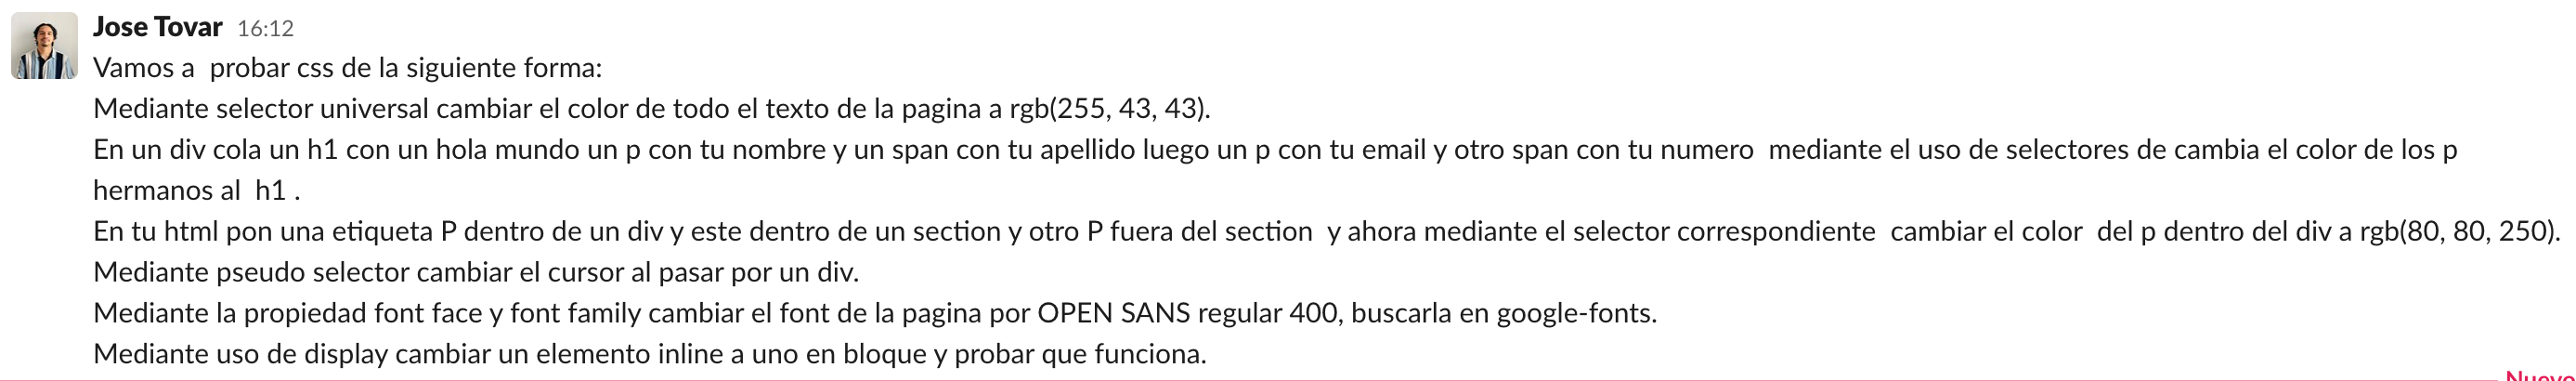 Jose Tovar 16:12
Vamos a  probar css de la siguiente forma:
Mediante selector universal cambiar el color de todo el texto de la pagina a rgb(255, 43, 43).
En un div cola un h1 con un hola mundo un p con tu nombre y un span con tu apellido luego un p con tu email y otro span con tu numero  mediante el uso de selectores de cambia el color de los p
hermanos al  h1 .
En tu html pon una etiqueta P dentro de un div y este dentro de un section y otro P fuera del section  y ahora mediante el selector correspondiente  cambiar el color  del p dentro del div a rgb(80, 80, 250).
Mediante pseudo selector cambiar el cursor al pasar por un div.
Mediante la propiedad font face y font family cambiar el font de la pagina por OPEN SANS regular 400, buscarla en google-fonts.
Mediante uso de display cambiar un elemento inline a uno en bloque y probar que funciona.
Nuevo